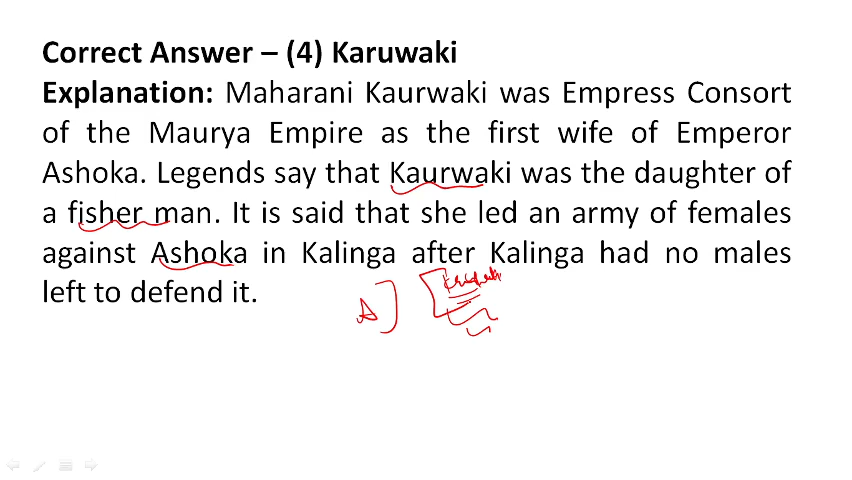 Correct Answer – (4) Karuwaki
Explanation: Maharani Kaurwaki was Empress Consort
of the Maurya Empire as the first wife of Emperor
Ashoka. Legends say that Kaurwaki was the daughter of
a fisher man. It is said that she led an army of females
against Ashoka in Kalinga after Kalinga had no males
left to defend it.
A